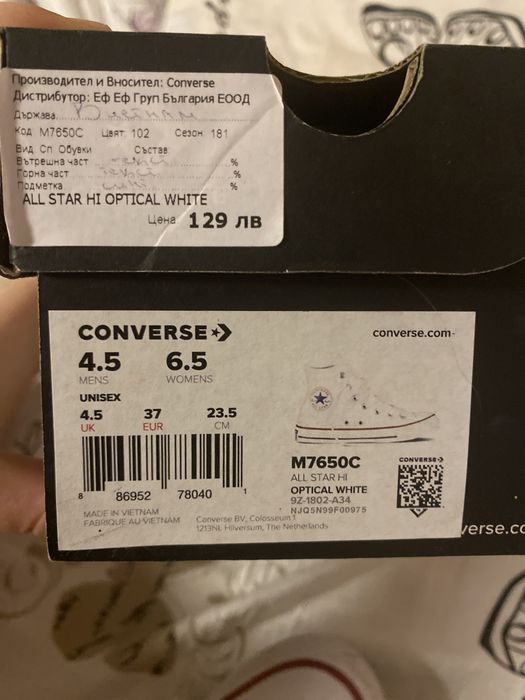 Производител и Вносител: Converse
Дистрибутор: Еф Еф Груп България ЕООД
Държава Виетнам
Код M7650C Цвят 102 Сезон 181
Вид Сп Обувки Състав
Вътрешна част %
Горна част %
Подметка %
ALL STAR HI OPTICAL WHITE
Цена 129 лв
CONVERSE
converse.com
4.5 6.5
MENS WOMENS
UNISEX
4.5 37 23.5
UK EUR CM
8 86952 78040 1
M7650C
ALL STAR HI
OPTICAL WHITE
9Z-1802-A34
NJQ5N99F00975
CONVERSE
MADE IN VIETNAM
FABRIQUE AU VIETNAM
Converse BV, Colosseum 1
1213NL Hilversum, The Netherlands
verse.co